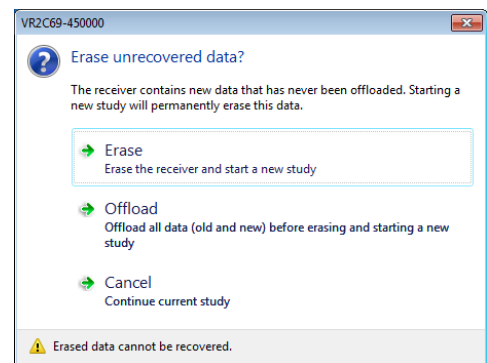 VR2C69-450000
Erase unrecovered data?
The receiver contains new data that has never been offloaded. Starting a
new study will permanently erase this data.
Erase
Erase the receiver and start a new study
Offload
Offload all data (old and new) before erasing and starting a new
study
Cancel
Continue current study
Erased data cannot be recovered.